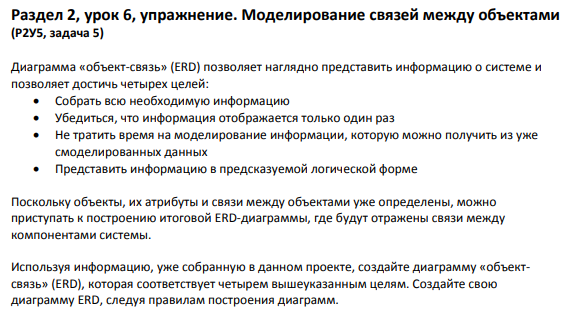 Раздел 2, урок 6, упражнение. Моделирование связей между объектами
(Р2У5, задача 5)
Диаграмма «объект-связь» (ERD) позволяет наглядно представить информацию о системе и
позволяет достичь четырех целей:
• Собрать всю необходимую информацию
• Убедиться, что информация отображается только один раз
• Не тратить время на моделирование информации, которую можно получить из уже
смоделированных данных
• Представить информацию в предсказуемой логической форме
Поскольку объекты, их атрибуты и связи между объектами уже определены, можно
приступать к построению итоговой ERD-диаграммы, где будут отражены связи между
компонентами системы.
Используя информацию, уже собранную в данном проекте, создайте диаграмму «объект-
связь» (ERD), которая соответствует четырем вышеуказанным целям. Создайте свою
диаграмму ERD, следуя правилам построения диаграмм.